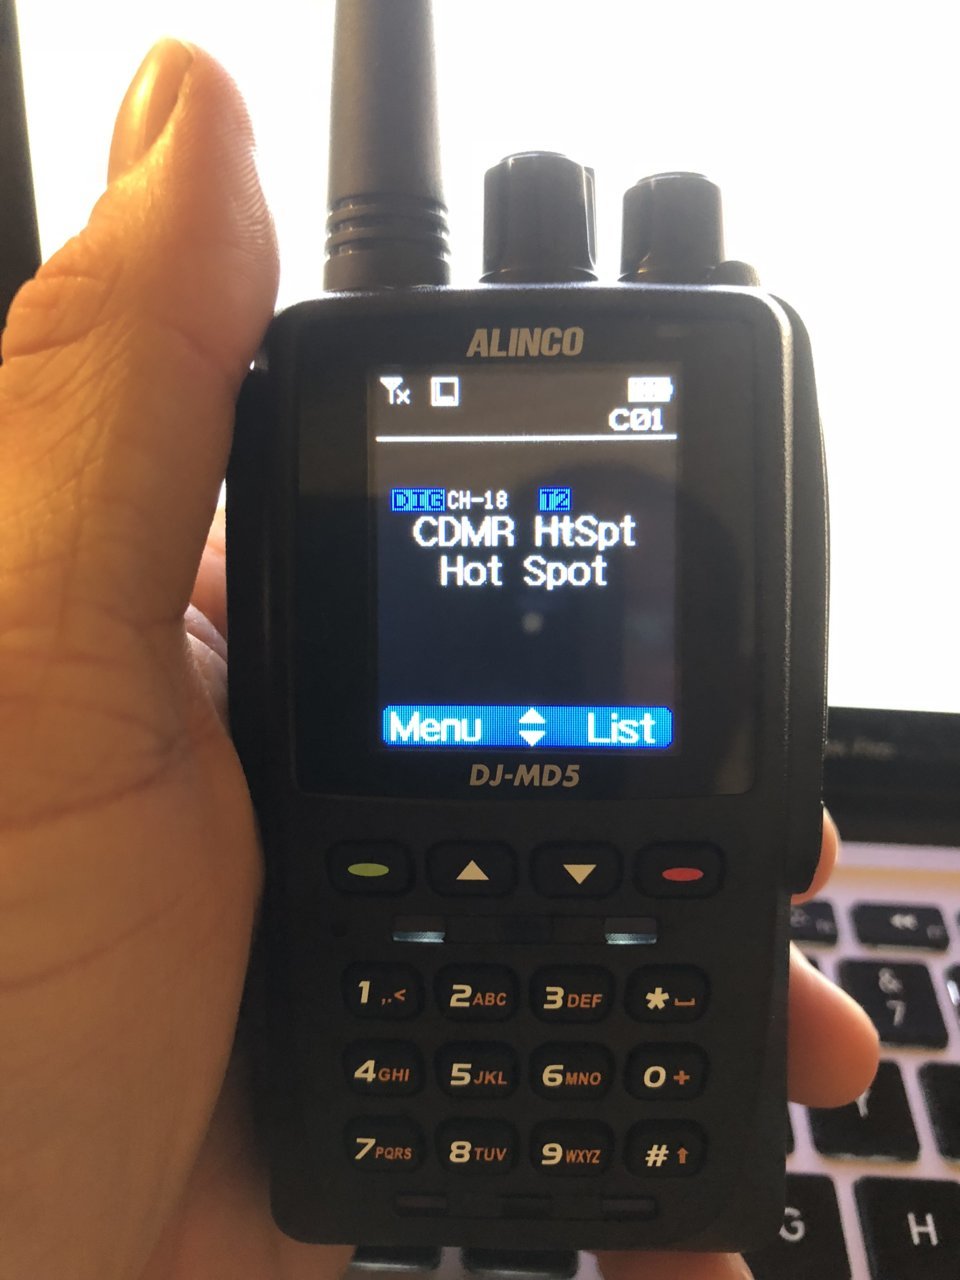 ALINCO
C01
DIG CH-18 T2
CDMR HtSpt
Hot Spot
Menu List
DJ-MD5
1 ,.< 2ABC 3DEF *
4GHI 5JKL 6MNO 0 +
7PQRS 8TUV 9WXYZ #
&
7
Y
G
H